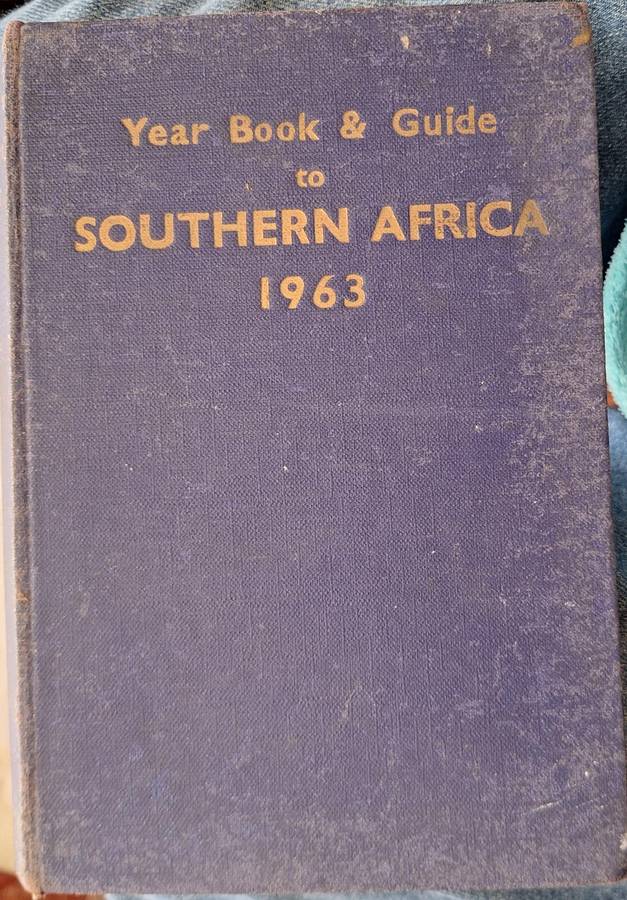 Year Book & Guide
to
SOUTHERN AFRICA
1963